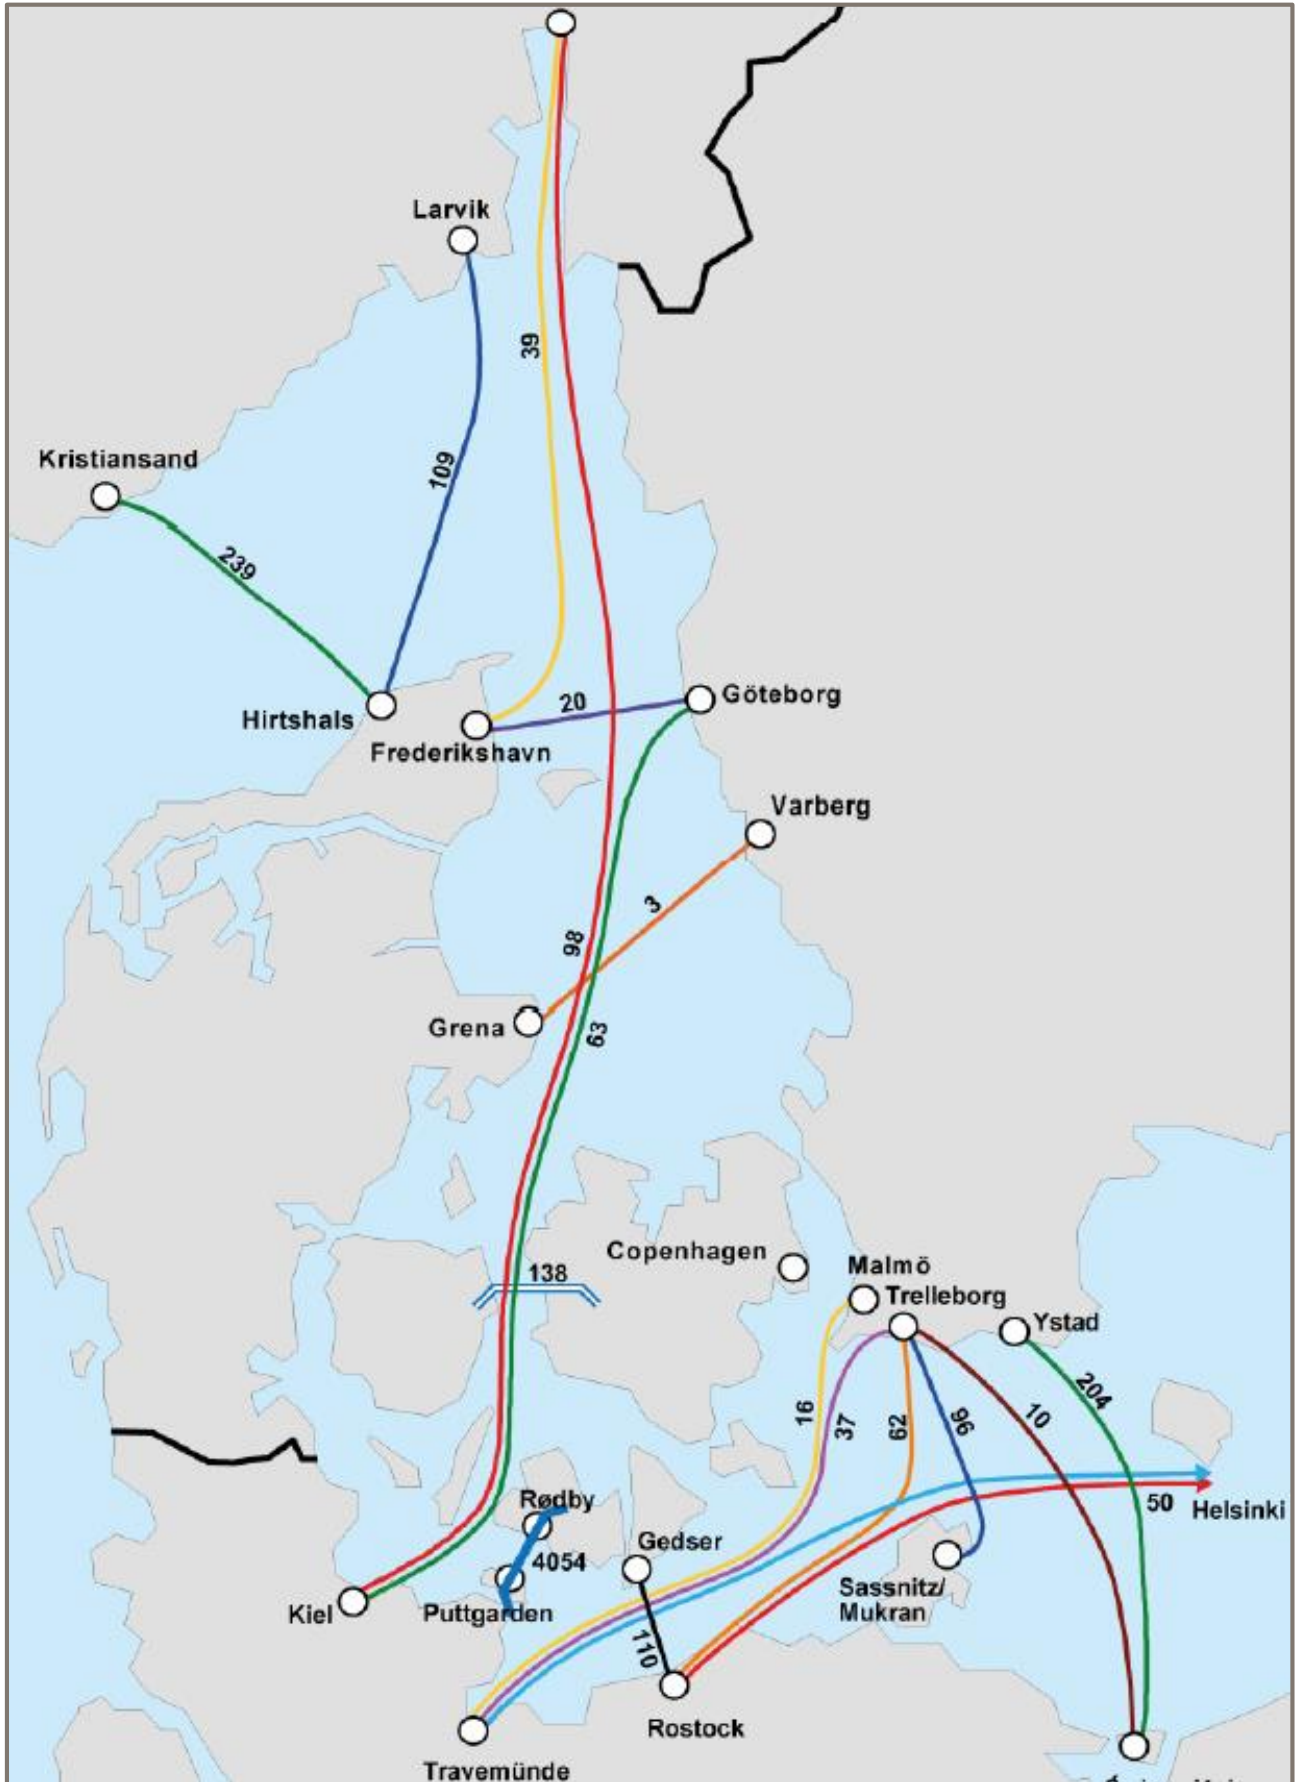 Larvik
39
Kristiansand
109
239
Göteborg
20
Hirtshals
Frederikshavn
Varberg
3
98
Grena
63
Copenhagen
Malmö
138
Trelleborg
Ystad
204
16
37
62
96
10
Rødby
50
Helsinki
Gedser
4054
Sassnitz/
Mukran
Kiel
Puttgarden
110
Rostock
Travemünde